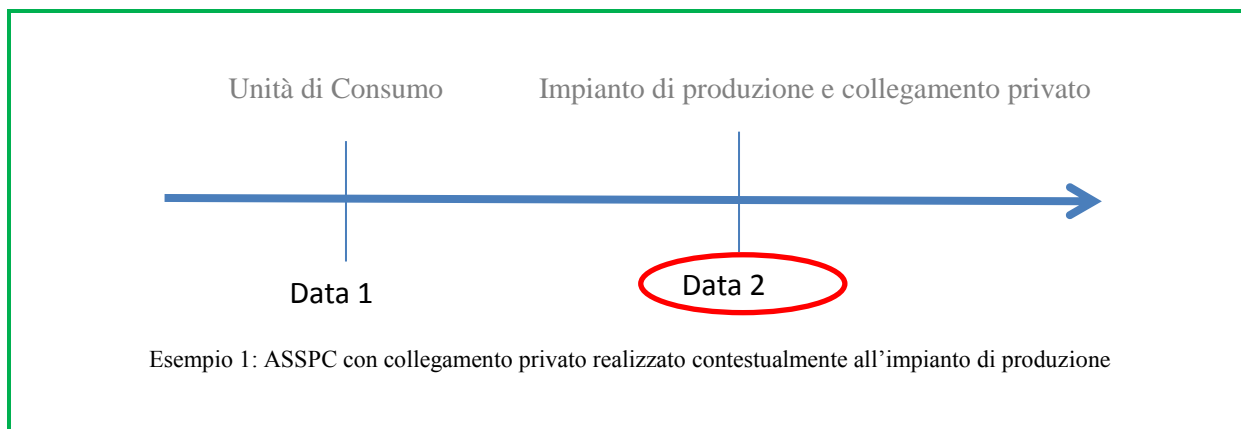 Unità di Consumo
Impianto di produzione e collegamento privato
Data 1
Data 2
Esempio 1: ASSPC con collegamento privato realizzato contestualmente all’impianto di produzione